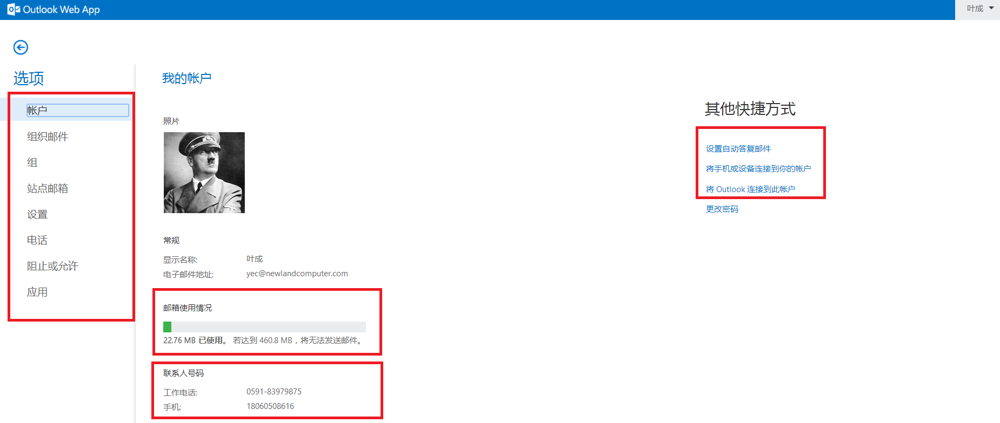 Outlook Web App
叶成
选项
帐户
组织邮件
组
站点邮箱
设置
电话
阻止或允许
应用
我的帐户
照片
常规
显示名称: 叶成
电子邮件地址: yec@newlandcomputer.com
邮箱使用情况
22.76 MB 已使用。 若达到 460.8 MB，将无法发送邮件。
联系人号码
工作电话: 0591-83979875
手机: 18060508616
其他快捷方式
设置自动答复邮件
将手机或设备连接到你的帐户
将 Outlook 连接到此帐户
更改密码